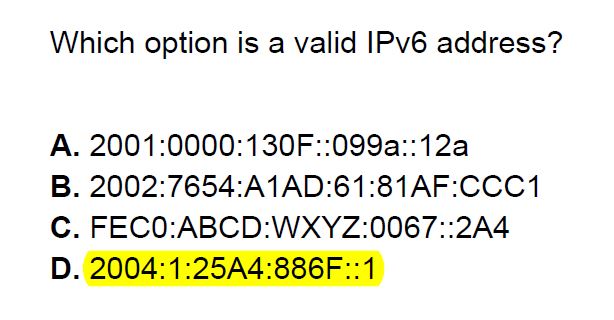 Which option is a valid IPv6 address?
A. 2001:0000:130F::099a::12a
B. 2002:7654:A1AD:61:81AF:CCC1
C. FEC0:ABCD:WXYZ:0067::2A4
D. 2004:1:25A4:886F::1